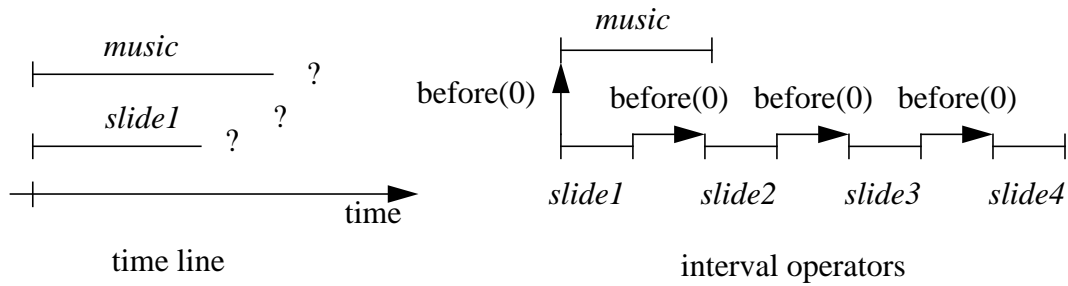 music
?
?
slide1
?
time
time line
music
before(0)
before(0) before(0) before(0)
slide1 slide2 slide3 slide4
interval operators